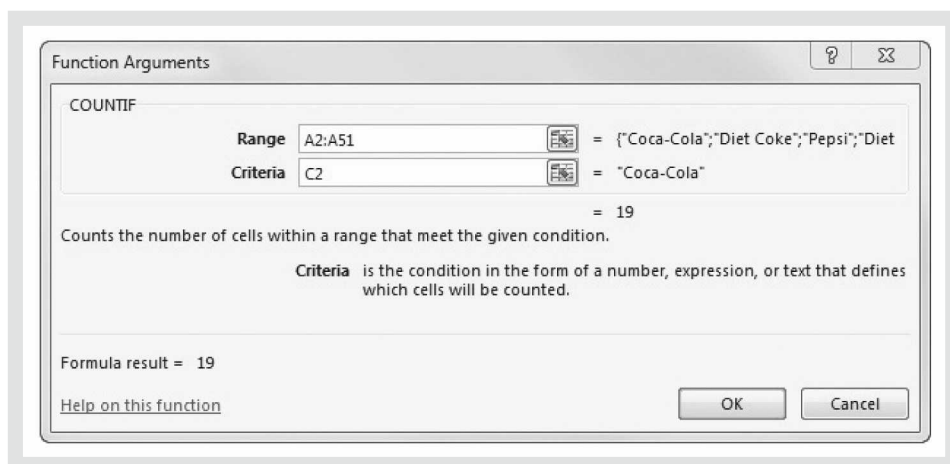 Function Arguments
COUNTIF
Range A2:A51 = {"Coca-Cola";"Diet Coke";"Pepsi";"Diet
Criteria C2 = "Coca-Cola"
= 19
Counts the number of cells within a range that meet the given condition.
Criteria is the condition in the form of a number, expression, or text that defines
which cells will be counted.
Formula result = 19
Help on this function
OK Cancel